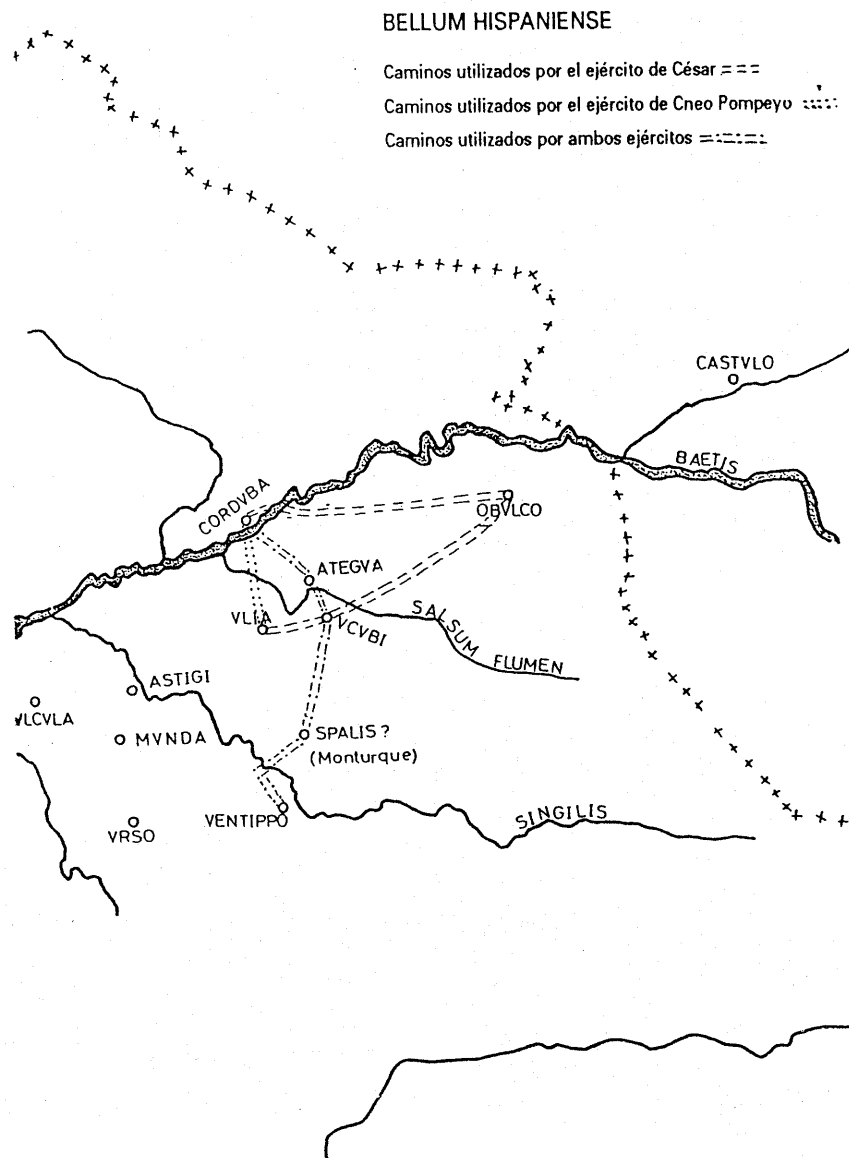 BELLUM HISPANIENSE
Caminos utilizados por el ejército de César
Caminos utilizados por el ejército de Cneo Pompeyo
Caminos utilizados por ambos ejércitos
CASTVLO
BAETIS
CORDVBA
OBVLCO
ATEGVA
VLIA
VCVBI
SALSUM FLUMEN
ASTIGI
VLCVLA
MVNDA
SPALIS ?
(Monturque)
VENTIPPO
SINGILIS
VRSO